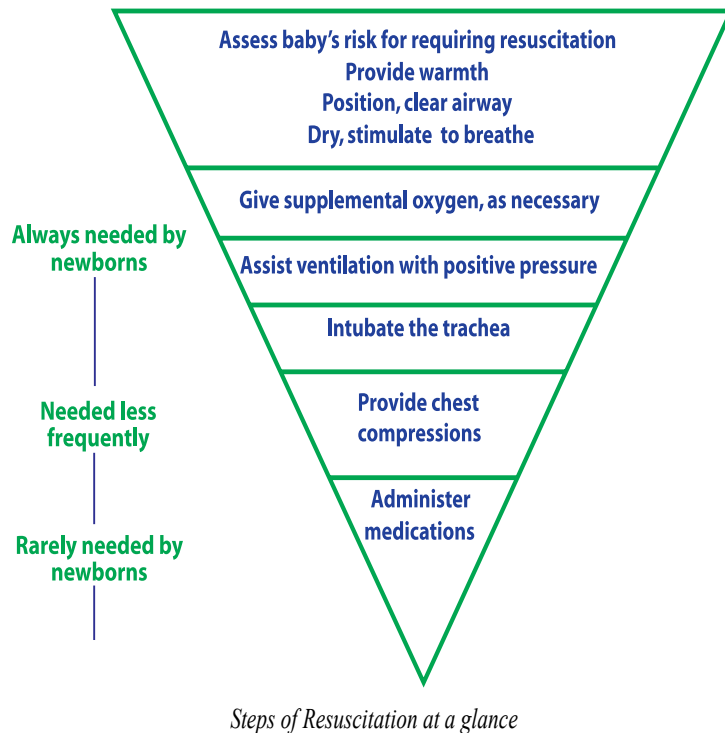 Assess baby's risk for requiring resuscitation
Provide warmth
Position, clear airway
Dry, stimulate to breathe
Give supplemental oxygen, as necessary
Assist ventilation with positive pressure
Intubate the trachea
Provide chest
compressions
Administer
medications
Always needed by
newborns
Needed less
frequently
Rarely needed by
newborns
Steps of Resuscitation at a glance